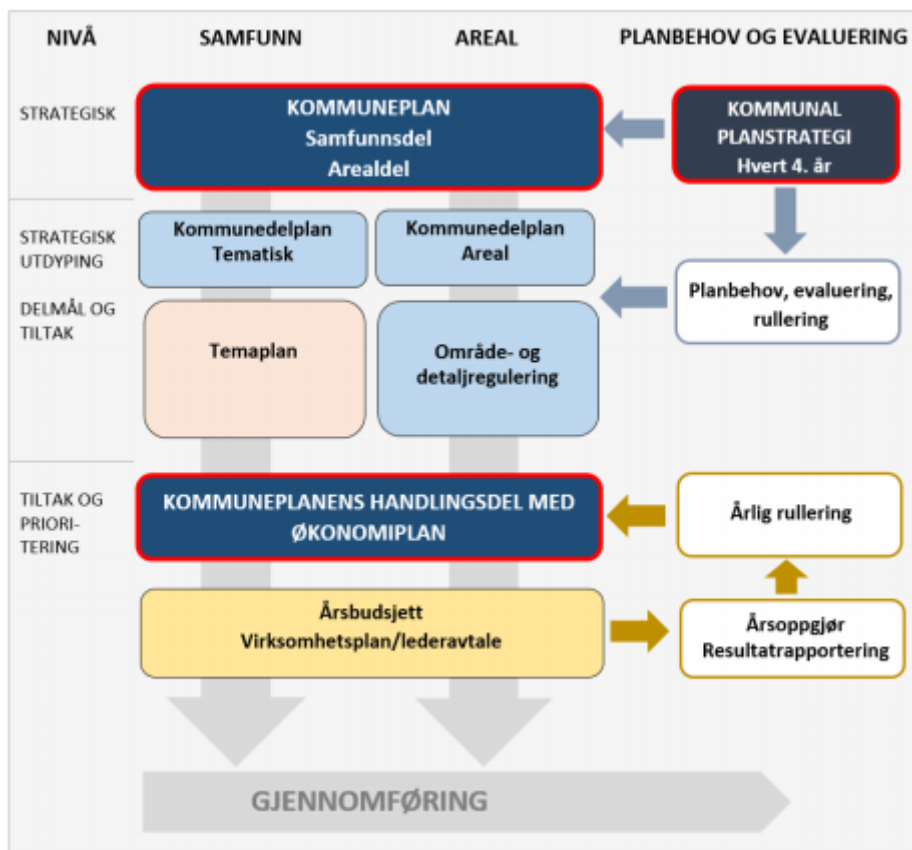 NIVÅ
SAMFUNN
AREAL
PLANBEHOV OG EVALUERING
STRATEGISK
KOMMUNEPLAN
Samfunnsdel
Arealdel
KOMMUNAL
PLANSTRATEGI
Hvert 4. år
STRATEGISK
UTDYPING
Kommunedelplan
Tematisk
Kommunedelplan
Areal
Planbehov, evaluering,
rullering
DELMÅL OG
TILTAK
Temaplan
Område- og
detaljregulering
TILTAK OG
PRIORI-
TERING
KOMMUNEPLANENS HANDLINGSDEL MED
ØKONOMIPLAN
Årlig rullering
Årsbudsjett
Virksomhetsplan/lederavtale
Årsoppgjør
Resultatrapportering
GJENNOMFØRING